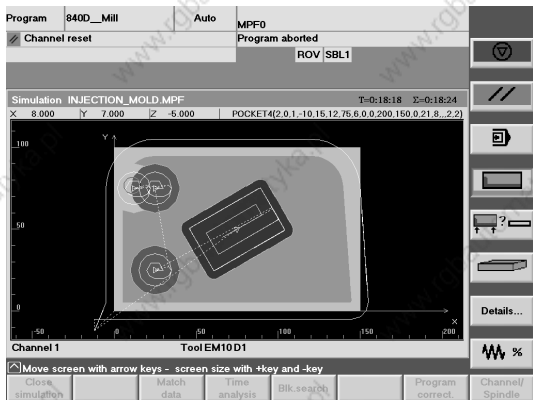 Program
840D__Mill
Auto
MPF0
Channel reset
Program aborted
ROV SBL1
Simulation INJECTION_MOLD.MPF
T=0:18:18 Σ=0:18:24
X 8.000 Y 7.000 Z -5.000 POCKET4(2,0,1,-10,15,12,75,6,0,0,200,150,0,21,8...2,2)
Y
100
50
0
-50 0 50 100 150 200
X
Channel 1
Tool EM10 D1
Move screen with arrow keys - screen size with +key and -key
?
Details...
%
Close simulation
Match data
Time analysis
Blk.search
Program correct.
Channel/ Spindle
www.rgbautomatyka.pl